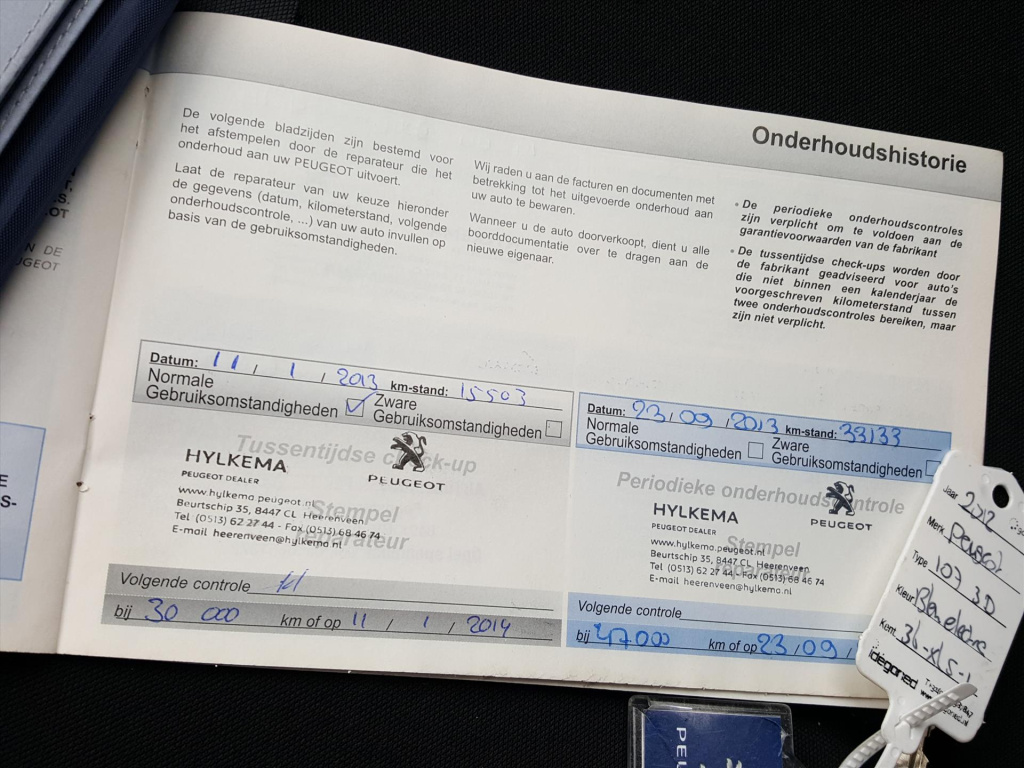 Onderhoudshistorie
De volgende bladzijden zijn bestemd voor
het afstempelen door de reparateur die het
onderhoud aan uw PEUGEOT uitvoert.
Laat de reparateur van uw keuze hieronder
de gegevens (datum, kilometerstand, volgende
onderhoudscontrole, ...) van uw auto invullen op
basis van de gebruiksomstandigheden.
Wij raden u aan de facturen en documenten met
betrekking tot het uitgevoerde onderhoud aan
uw auto te bewaren.
Wanneer u de auto doorverkoopt, dient u alle
boorddocumentatie over te dragen aan de
nieuwe eigenaar.
• De periodieke onderhoudscontroles
zijn verplicht om te voldoen aan de
garantievoorwaarden van de fabrikant
• De tussentijdse check-ups worden door
de fabrikant geadviseerd voor auto's
die niet binnen een kalenderjaar de
voorgeschreven kilometerstand tussen
twee onderhoudscontroles bereiken, maar
zijn niet verplicht.
Datum: 11 / 1 / 2013 km-stand: 15503
Normale
Gebruiksomstandigheden
Zware
Gebruiksomstandigheden
Tussentijdse check-up
HYLKEMA
PEUGEOT DEALER
PEUGEOT
www.hylkema.peugeot.nl
Beurtschip 35, 8447 CL Heerenveen
Tel (0513) 62 27 44 - Fax (0513) 68 46 74
E-mail heerenveen@hylkema.nl
Stempel
reparateur
Volgende controle
bij 30 000 km of op 11 / 1 / 2014
Datum: 23 / 09 / 2013 km-stand: 33133
Normale
Gebruiksomstandigheden
Zware
Gebruiksomstandigheden
Periodieke onderhoudscontrole
HYLKEMA
PEUGEOT DEALER
PEUGEOT
www.hylkema.peugeot.nl
Beurtschip 35, 8447 CL Heerenveen
Tel (0513) 62 27 44 - Fax (0513) 68 46 74
E-mail heerenveen@hylkema.nl
Stempel
reparateur
Volgende controle
bij 47000 km of op 23 / 09 /
Jaar 2012
Merk Peugeot
Type 107 3D
Kleur
Kent. 36-XLS-1
PEU